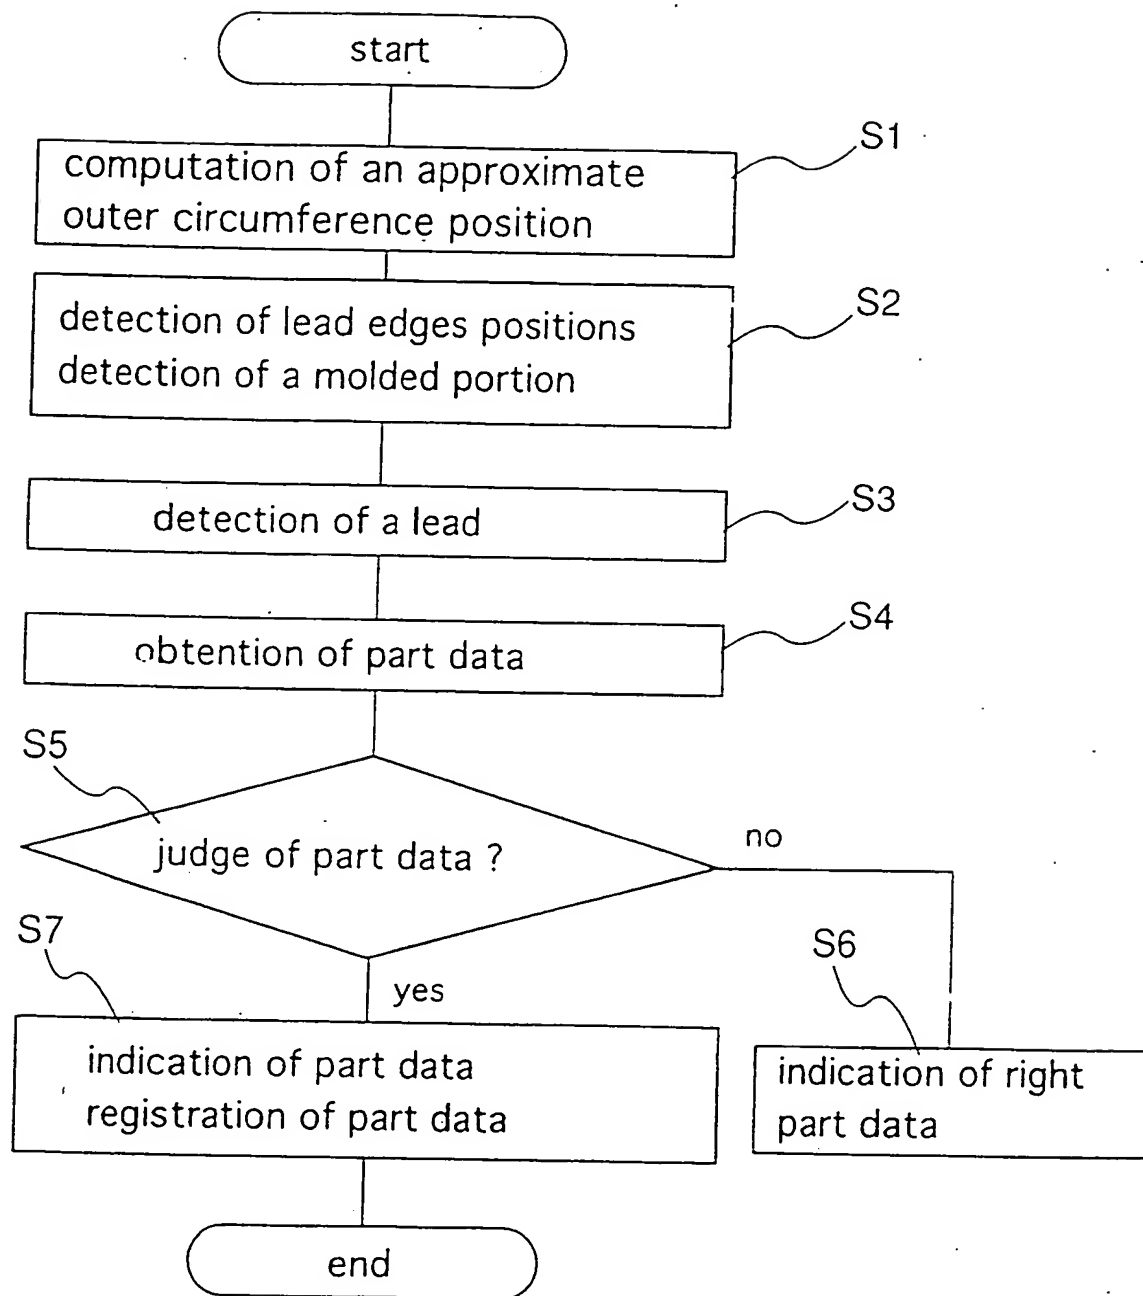 start
S1
computation of an approximate
outer circumference position
S2
detection of lead edges positions
detection of a molded portion
S3
detection of a lead
S4
obtention of part data
S5
judge of part data ?
no
S7
yes
S6
indication of part data
registration of part data
indication of right
part data
end